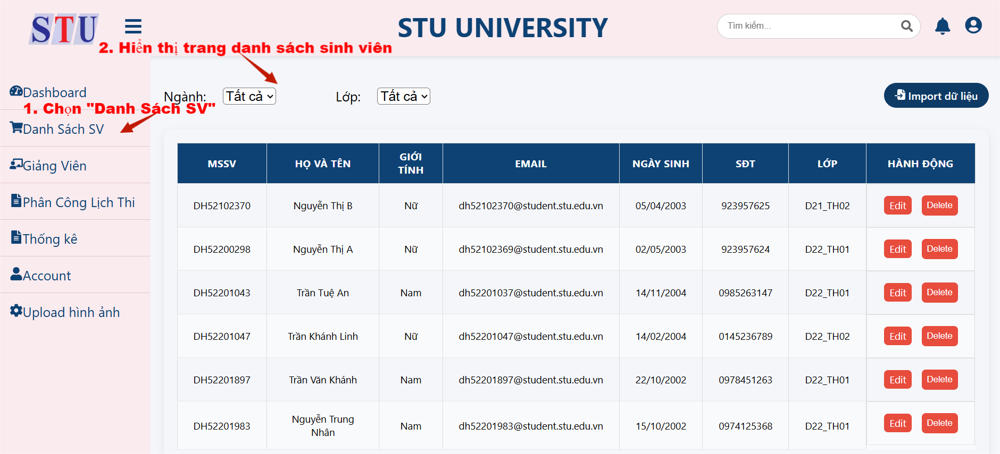 STU
STU UNIVERSITY
Tìm kiếm...
2. Hiển thị trang danh sách sinh viên
Dashboard
1. Chọn "Danh Sách SV"
Danh Sách SV
Giảng Viên
Phân Công Lịch Thi
Thống kê
Account
Upload hình ảnh
Ngành: Tất cả Lớp: Tất cả Import dữ liệu
MSSV HỌ VÀ TÊN GIỚI TÍNH EMAIL NGÀY SINH SĐT LỚP HÀNH ĐỘNG
DH52102370 Nguyễn Thị B Nữ dh52102370@student.stu.edu.vn 05/04/2003 923957625 D21_TH02 Edit Delete
DH52200298 Nguyễn Thị A Nữ dh52102369@student.stu.edu.vn 02/05/2003 923957624 D22_TH01 Edit Delete
DH52201043 Trần Tuệ An Nam dh52201037@student.stu.edu.vn 14/11/2004 0985263147 D22_TH01 Edit Delete
DH52201047 Trần Khánh Linh Nữ dh52201047@student.stu.edu.vn 14/02/2004 0145236789 D22_TH02 Edit Delete
DH52201897 Trần Văn Khánh Nam dh52201897@student.stu.edu.vn 22/10/2002 0978451263 D22_TH01 Edit Delete
DH52201983 Nguyễn Trung Nhân Nam dh52201983@student.stu.edu.vn 15/10/2002 0974125368 D22_TH01 Edit Delete